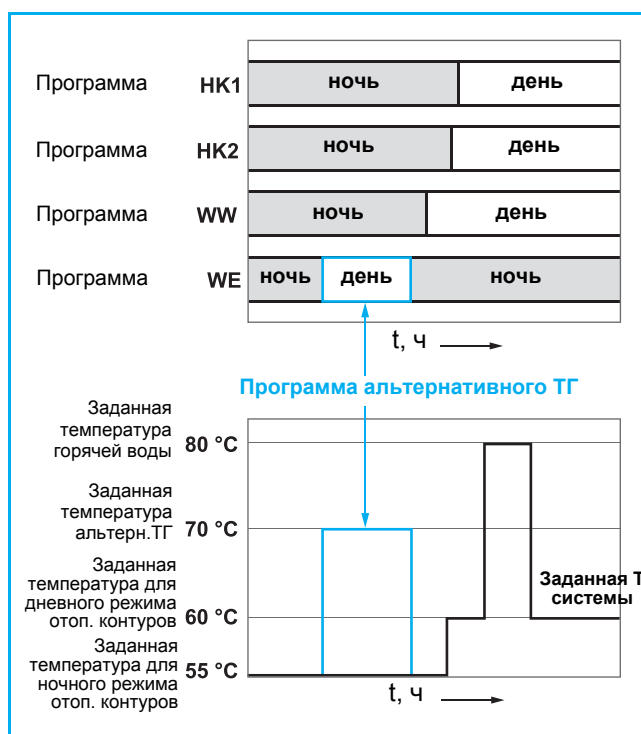 Программа HK1 ночь день
Программа HK2 ночь день
Программа WW ночь день
Программа WE ночь день ночь
t, ч
Программа альтернативного ТГ
Заданная
температура
горячей воды
80 °C
Заданная
температура
альтерн.ТГ
70 °C
Заданная
температура для
дневного режима
отоп. контуров
60 °C
Заданная Т
системы
Заданная
температура для
ночного режима
отоп. контуров
55 °C
t, ч